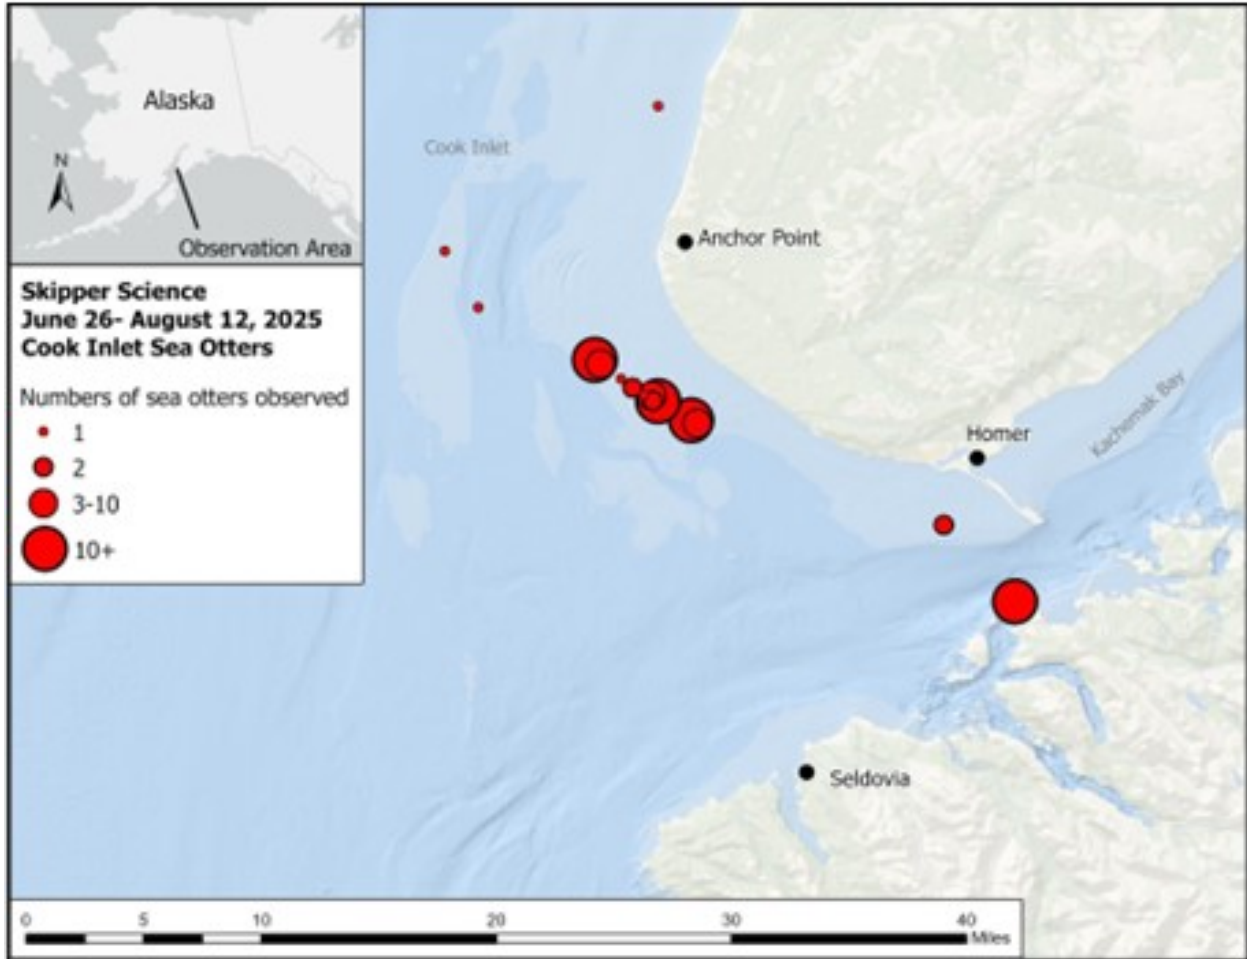 Alaska
N
Observation Area
Skipper Science
June 26- August 12, 2025
Cook Inlet Sea Otters
Numbers of sea otters observed
1
2
3-10
10+
Cook Inlet
Anchor Point
Homer
Kachemak Bay
Seldovia
0 5 10 20 30 40
Miles